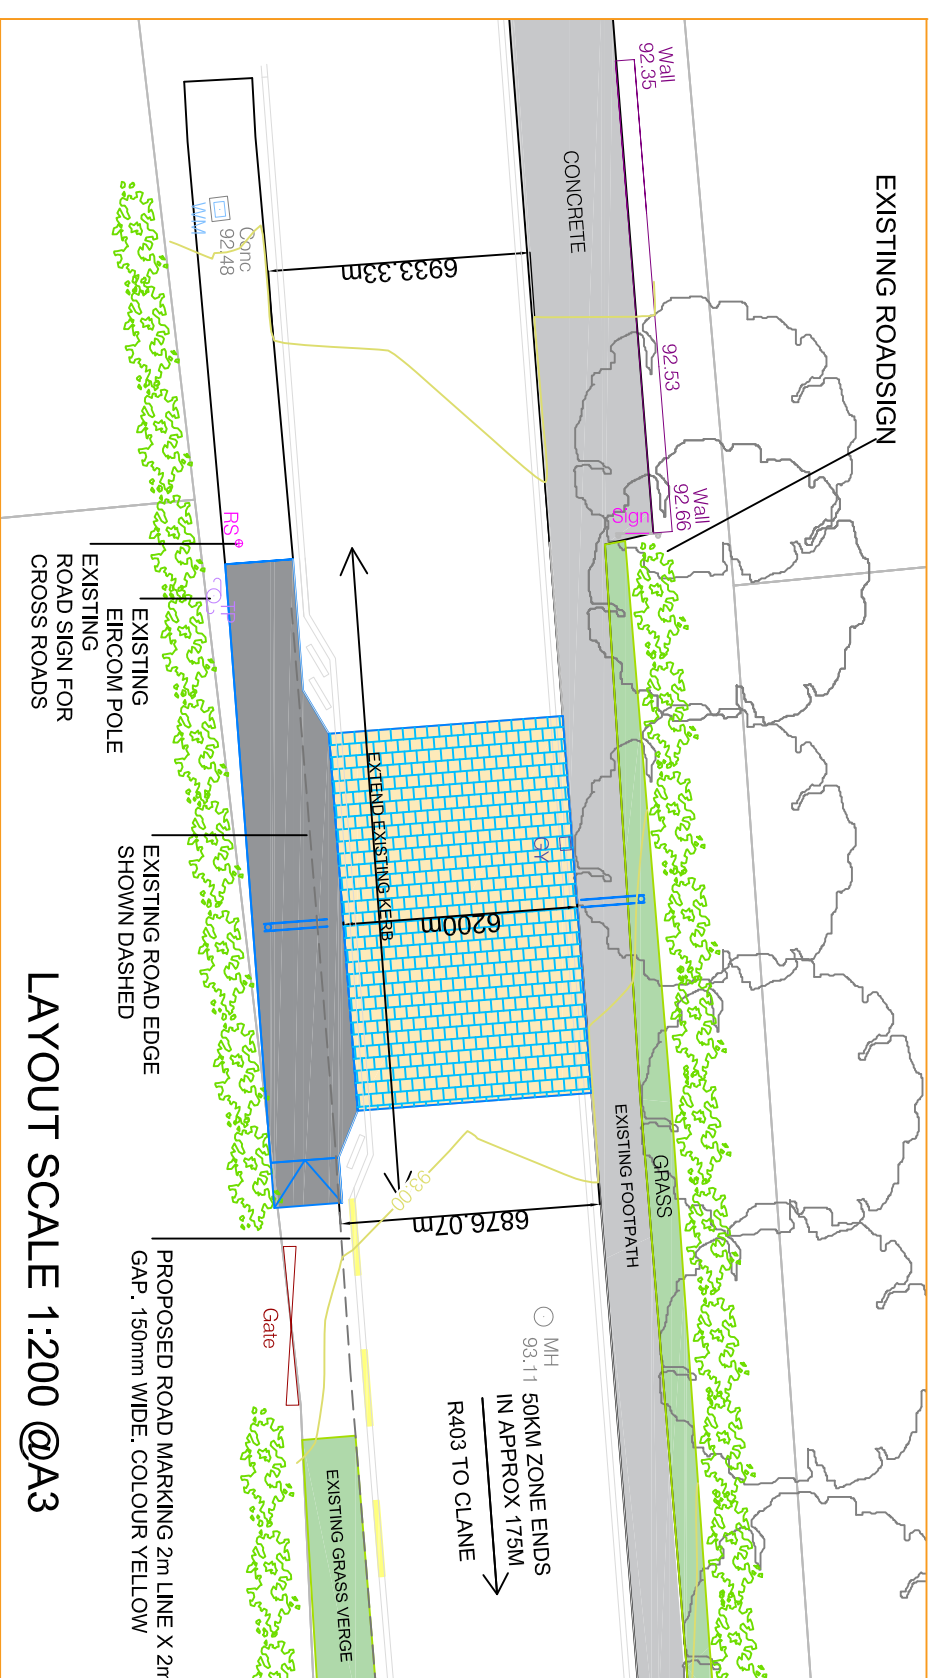 EXISTING ROADSIGN
Wall
92.35
CONCRETE
92.53
Wall
92.66
Sign
6933.33m
Conc
92.48
WM
RS
EXISTING
ROAD SIGN FOR
CROSS ROADS
EXISTING
EIRCOM POLE
EXTEND EXISTING KERB
GY
6200m
EXISTING ROAD EDGE
SHOWN DASHED
EXISTING FOOTPATH
GRASS
93.00
6876.07m
Gate
MH
93.11
50KM ZONE ENDS
IN APPROX 175M
R403 TO CLANE
PROPOSED ROAD MARKING 2m LINE X 2m
GAP. 150mm WIDE. COLOUR YELLOW
EXISTING GRASS VERGE
LAYOUT SCALE 1:200 @A3